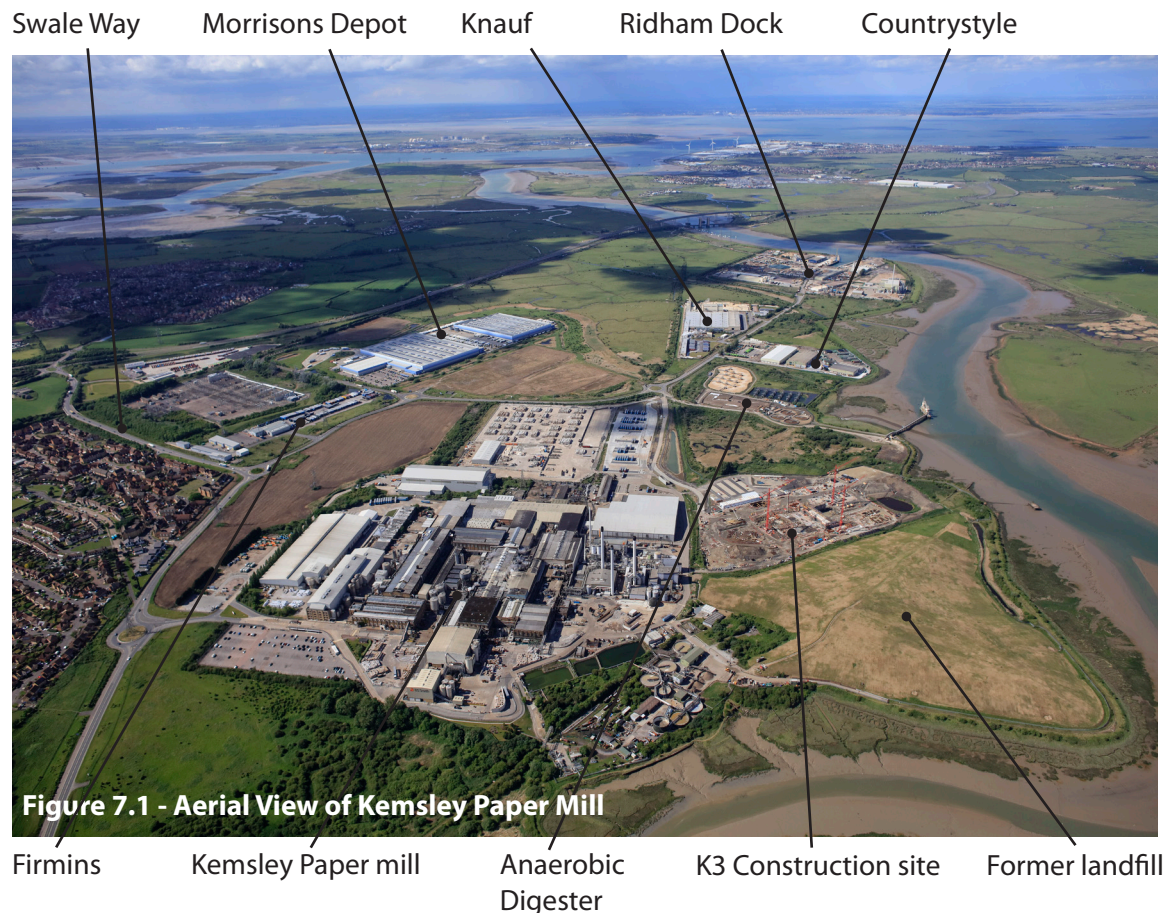 Swale Way
Morrisons Depot
Knauf
Ridham Dock
Countrystyle
Figure 7.1 - Aerial View of Kemsley Paper Mill
Firmins
Kemsley Paper mill
Anaerobic
Digester
K3 Construction site
Former landfill